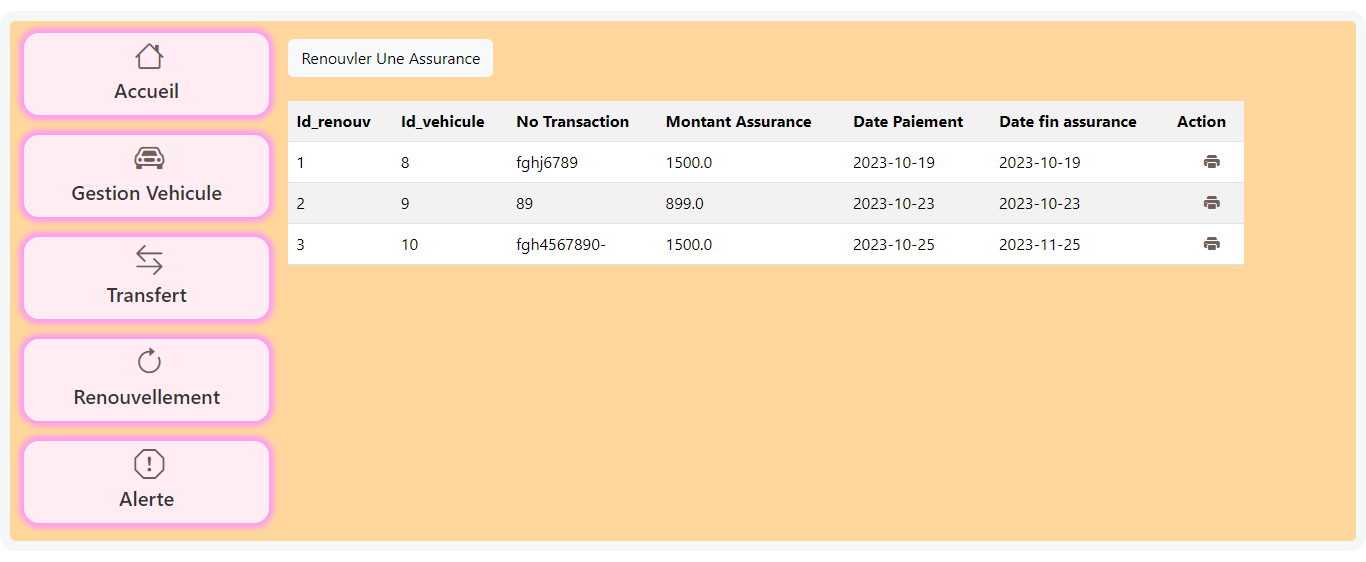 Accueil
Gestion Vehicule
Transfert
Renouvellement
Alerte
Renouvler Une Assurance
Id_renouv Id_vehicule No Transaction Montant Assurance Date Paiement Date fin assurance Action
1 8 fghj6789 1500.0 2023-10-19 2023-10-19
2 9 89 899.0 2023-10-23 2023-10-23
3 10 fgh4567890- 1500.0 2023-10-25 2023-11-25